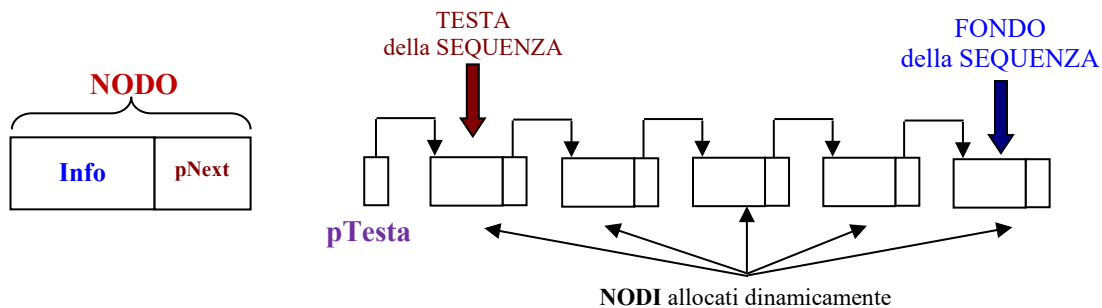 NODO
Info
pNext
TESTA
della SEQUENZA
FONDO
della SEQUENZA
pTesta
NODI allocati dinamicamente